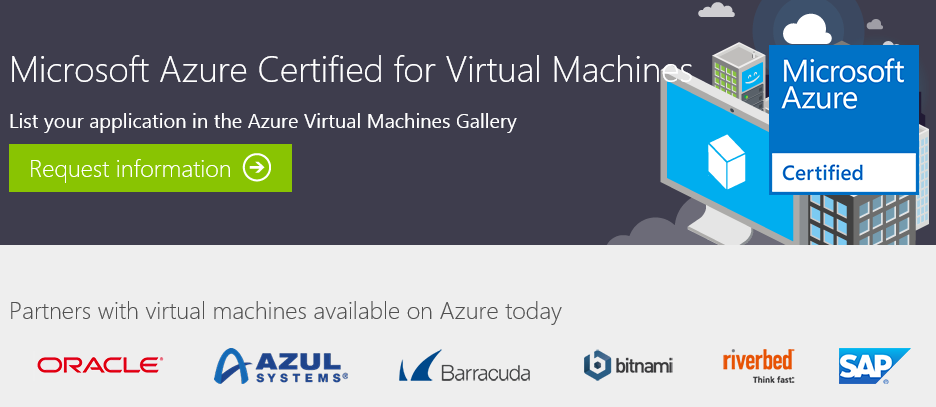 Microsoft Azure Certified for Virtual Machines
List your application in the Azure Virtual Machines Gallery
Request information
Microsoft
Azure
Certified
Partners with virtual machines available on Azure today
ORACLE®
AZUL
SYSTEMS®
Barracuda
bitnami
riverbed
Think fast.™
SAP®